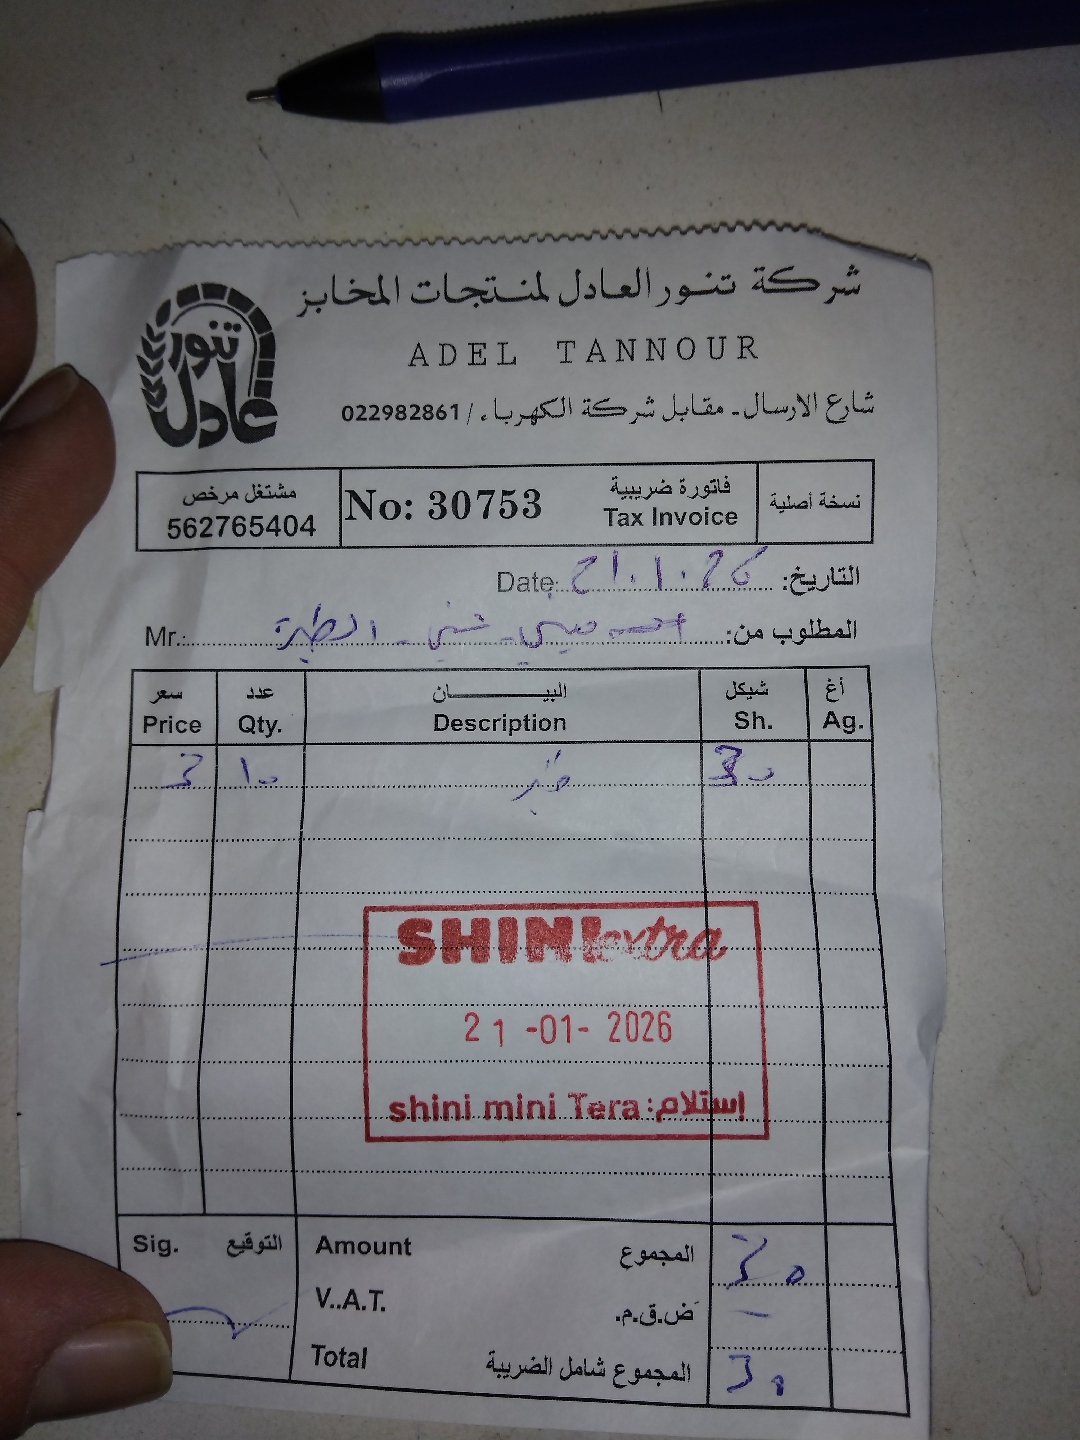 شركة تنور العادل لمنتجات المخابز
تنور عادل
ADEL TANNOUR
شارع الارسال - مقابل شركة الكهرباء / 022982861
نسخة أصلية
فاتورة ضريبية
Tax Invoice
No: 30753
مشتغل مرخص
562765404
التاريخ: 21.1.26 Date:
المطلوب من: Mr.:
سعر عدد البيــــان شيكل أغ
Price Qty. Description Sh. Ag.
3 10 خبز 30
SHINI extra
21 -01- 2026
shini mini Tera :إستلام
Sig. التوقيع
Amount المجموع 30
V..A.T. ض.ق.م. -
Total المجموع شامل الضريبة 30